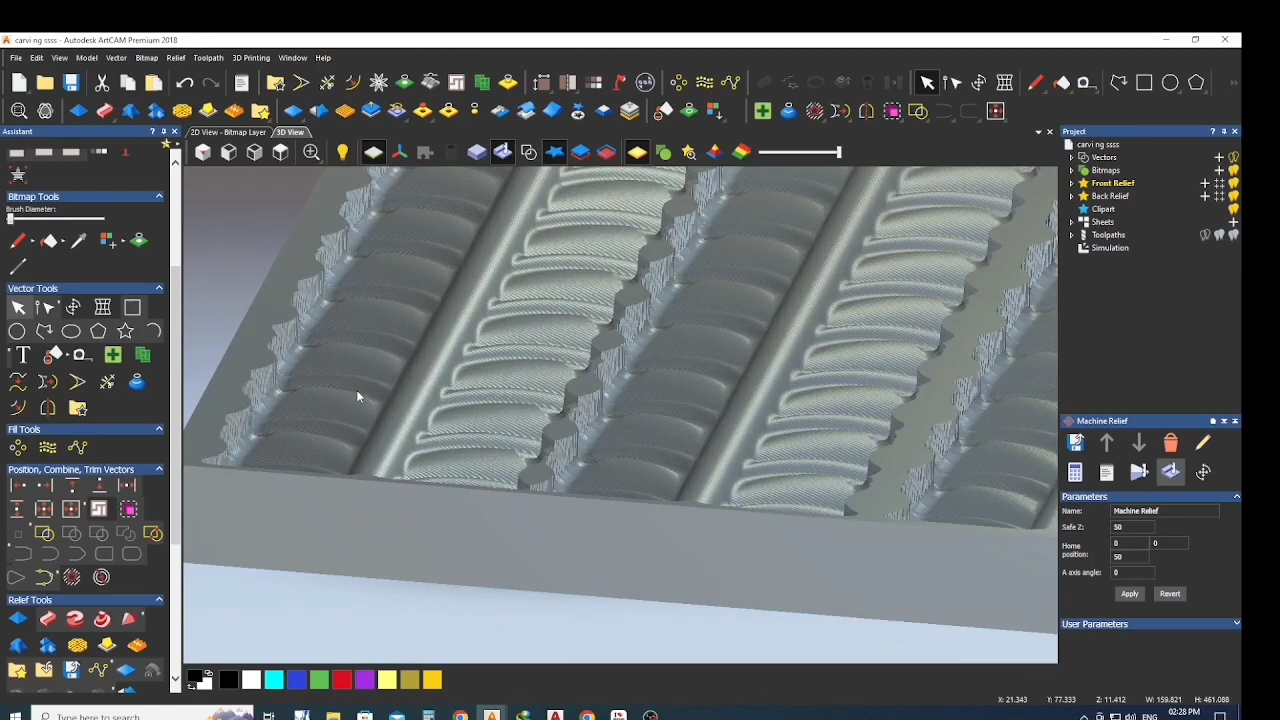 carvi ng ssss - Autodesk ArtCAM Premium 2018
File Edit View Model Vector Bitmap Relief Toolpath 3D Printing Window Help
Assistant
2D View - Bitmap Layer 3D View
Project
carvi ng ssss
Vectors
Bitmaps
Front Relief
Back Relief
Clipart
Sheets
Toolpaths
Simulation
Bitmap Tools
Brush Diameter:
Vector Tools
Fill Tools
Position, Combine, Trim Vectors
Relief Tools
Machine Relief
Parameters
Name: Machine Relief
Safe Z: 50
Home position: 0 0
50
A axis angle: 0
Apply Revert
User Parameters
X: 21.343 Y: 77.333 Z: 11.412 W: 159.821 H: 461.088
Type here to search
ENG 02:28 PM